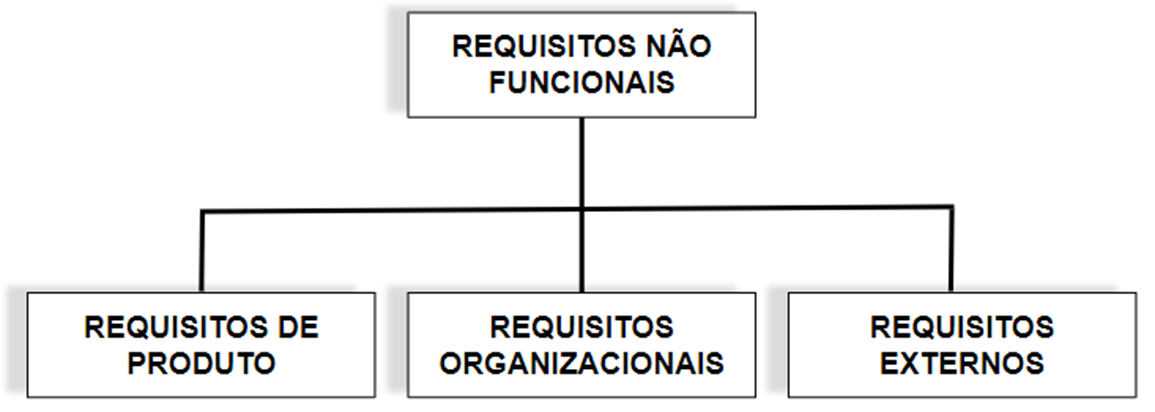 REQUISITOS NÃO
FUNCIONAIS
REQUISITOS DE
PRODUTO
REQUISITOS
ORGANIZACIONAIS
REQUISITOS
EXTERNOS